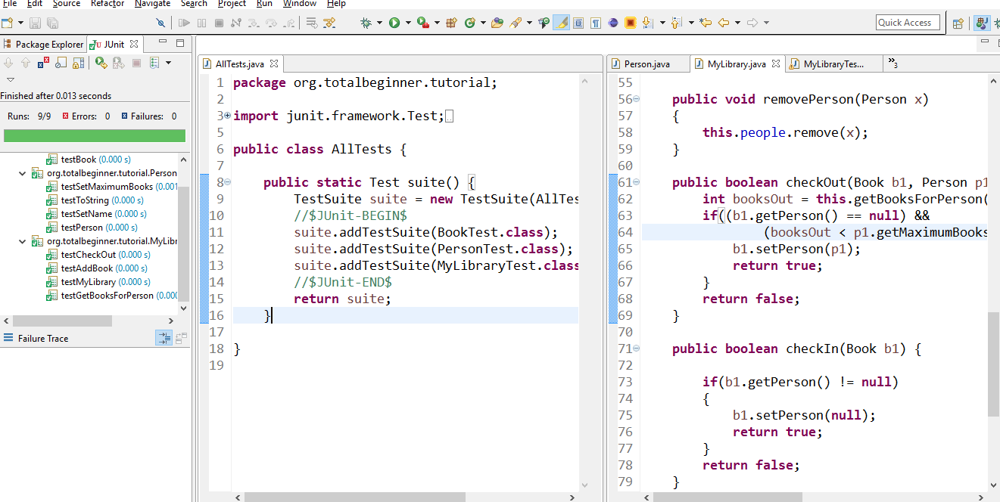 File Edit Source Refactor Navigate Search Project Run Window Help
Quick Access
Package Explorer JUnit
Finished after 0.013 seconds
Runs: 9/9 Errors: 0 Failures: 0
testBook (0.000 s)
org.totalbeginner.tutorial.Person
testSetMaximumBooks (0.001
testToString (0.000 s)
testSetName (0.000 s)
testPerson (0.000 s)
org.totalbeginner.tutorial.MyLibr
testCheckOut (0.000 s)
testAddBook (0.000 s)
testMyLibrary (0.000 s)
testGetBooksForPerson (0.000
Failure Trace
AllTests.java
1 package org.totalbeginner.tutorial;
2
3 import junit.framework.Test;
5
6 public class AllTests {
7
8 public static Test suite() {
9 TestSuite suite = new TestSuite(AllTes
10 //$JUnit-BEGIN$
11 suite.addTestSuite(BookTest.class);
12 suite.addTestSuite(PersonTest.class);
13 suite.addTestSuite(MyLibraryTest.class
14 //$JUnit-END$
15 return suite;
16 }
17
18 }
19
Person.java MyLibrary.java MyLibraryTes... »3
55
56 public void removePerson(Person x)
57 {
58 this.people.remove(x);
59 }
60
61 public boolean checkOut(Book b1, Person p1
62 int booksOut = this.getBooksForPerson(
63 if((b1.getPerson() == null) &&
64 (booksOut < p1.getMaximumBooks
65 b1.setPerson(p1);
66 return true;
67 }
68 return false;
69 }
70
71 public boolean checkIn(Book b1) {
72
73 if(b1.getPerson() != null)
74 {
75 b1.setPerson(null);
76 return true;
77 }
78 return false;
79 }